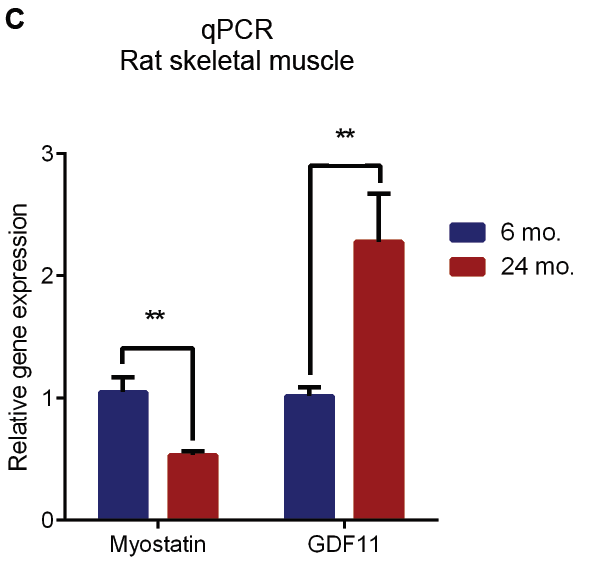 C
qPCR
Rat skeletal muscle
**
3
6 mo.
24 mo.
2
**
Relative gene expression
1
0
Myostatin
GDF11